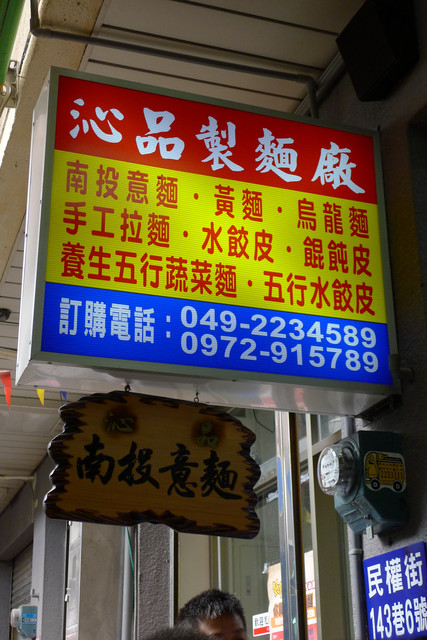 沁品製麵廠
南投意麵·黃麵·烏龍麵
手工拉麵·水餃皮·餛飩皮
養生五行蔬菜麵·五行水餃皮
訂購電話：049-2234589
0972-915789
沁 品
南投意麵
民權街
143巷6號